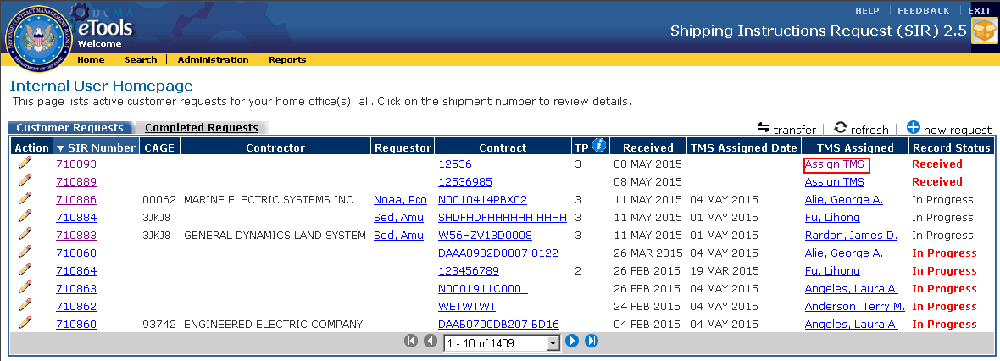 HELP | FEEDBACK | EXIT
DCMA
eTools
Welcome
Shipping Instructions Request (SIR) 2.5
DEFENSE CONTRACT MANAGEMENT AGENCY
DEPARTMENT OF DEFENSE
Home | Search | Administration | Reports
Internal User Homepage
This page lists active customer requests for your home office(s): all. Click on the shipment number to review details.
Customer Requests Completed Requests transfer | refresh | new request
Action SIR Number CAGE Contractor Requestor Contract TP i Received TMS Assigned Date TMS Assigned Record Status
710893 12536 3 08 MAY 2015 Assign TMS Received
710889 12536985 08 MAY 2015 Assign TMS Received
710886 00062 MARINE ELECTRIC SYSTEMS INC Noaa, Pco N0010414PBX02 3 11 MAY 2015 04 MAY 2015 Alie, George A. In Progress
710884 3JKJ8 Sed, Amu SHDFHDFHHHHHH HHHH 3 11 MAY 2015 01 MAY 2015 Fu, Lihong In Progress
710883 3JKJ8 GENERAL DYNAMICS LAND SYSTEM Sed, Amu W56HZV13D0008 3 11 MAY 2015 01 MAY 2015 Rardon, James D. In Progress
710868 DAAA0902D0007 0122 26 MAR 2015 04 MAY 2015 Alie, George A. In Progress
710864 123456789 2 26 FEB 2015 19 MAR 2015 Fu, Lihong In Progress
710863 N0001911C0001 26 FEB 2015 04 MAY 2015 Angeles, Laura A. In Progress
710862 WETWTWT 24 FEB 2015 04 MAY 2015 Anderson, Terry M. In Progress
710860 93742 ENGINEERED ELECTRIC COMPANY DAAB0700DB207 BD16 04 FEB 2015 04 MAY 2015 Angeles, Laura A. In Progress
1 - 10 of 1409